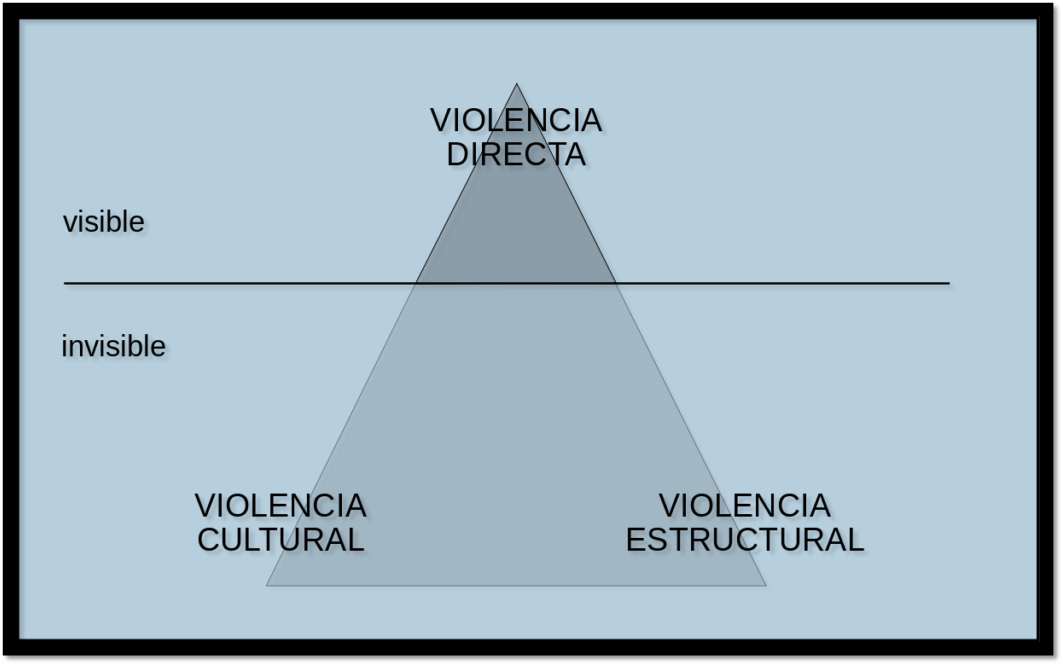 VIOLENCIA
DIRECTA
visible
invisible
VIOLENCIA
CULTURAL
VIOLENCIA
ESTRUCTURAL